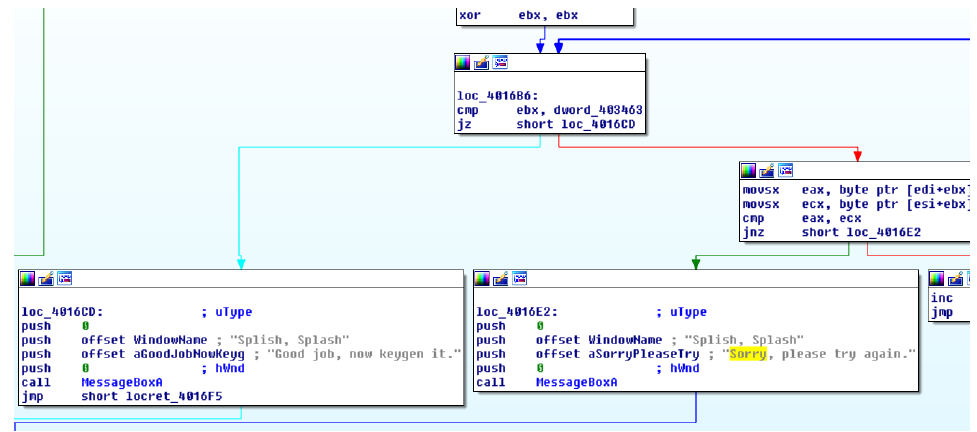 xor ebx, ebx
loc_4016B6:
cmp ebx, dword_403463
jz short loc_4016CD
movsx eax, byte ptr [edi+ebx]
movsx ecx, byte ptr [esi+ebx]
cmp eax, ecx
jnz short loc_4016E2
loc_4016CD: ; uType
push 0
push offset WindowName ; "Splish, Splash"
push offset aGoodJobNowKeyg ; "Good job, now keygen it."
push 0 ; hWnd
call MessageBoxA
jmp short locret_4016F5
loc_4016E2: ; uType
push 0
push offset WindowName ; "Splish, Splash"
push offset aSorryPleaseTry ; "Sorry, please try again."
push 0 ; hWnd
call MessageBoxA
inc
jmp